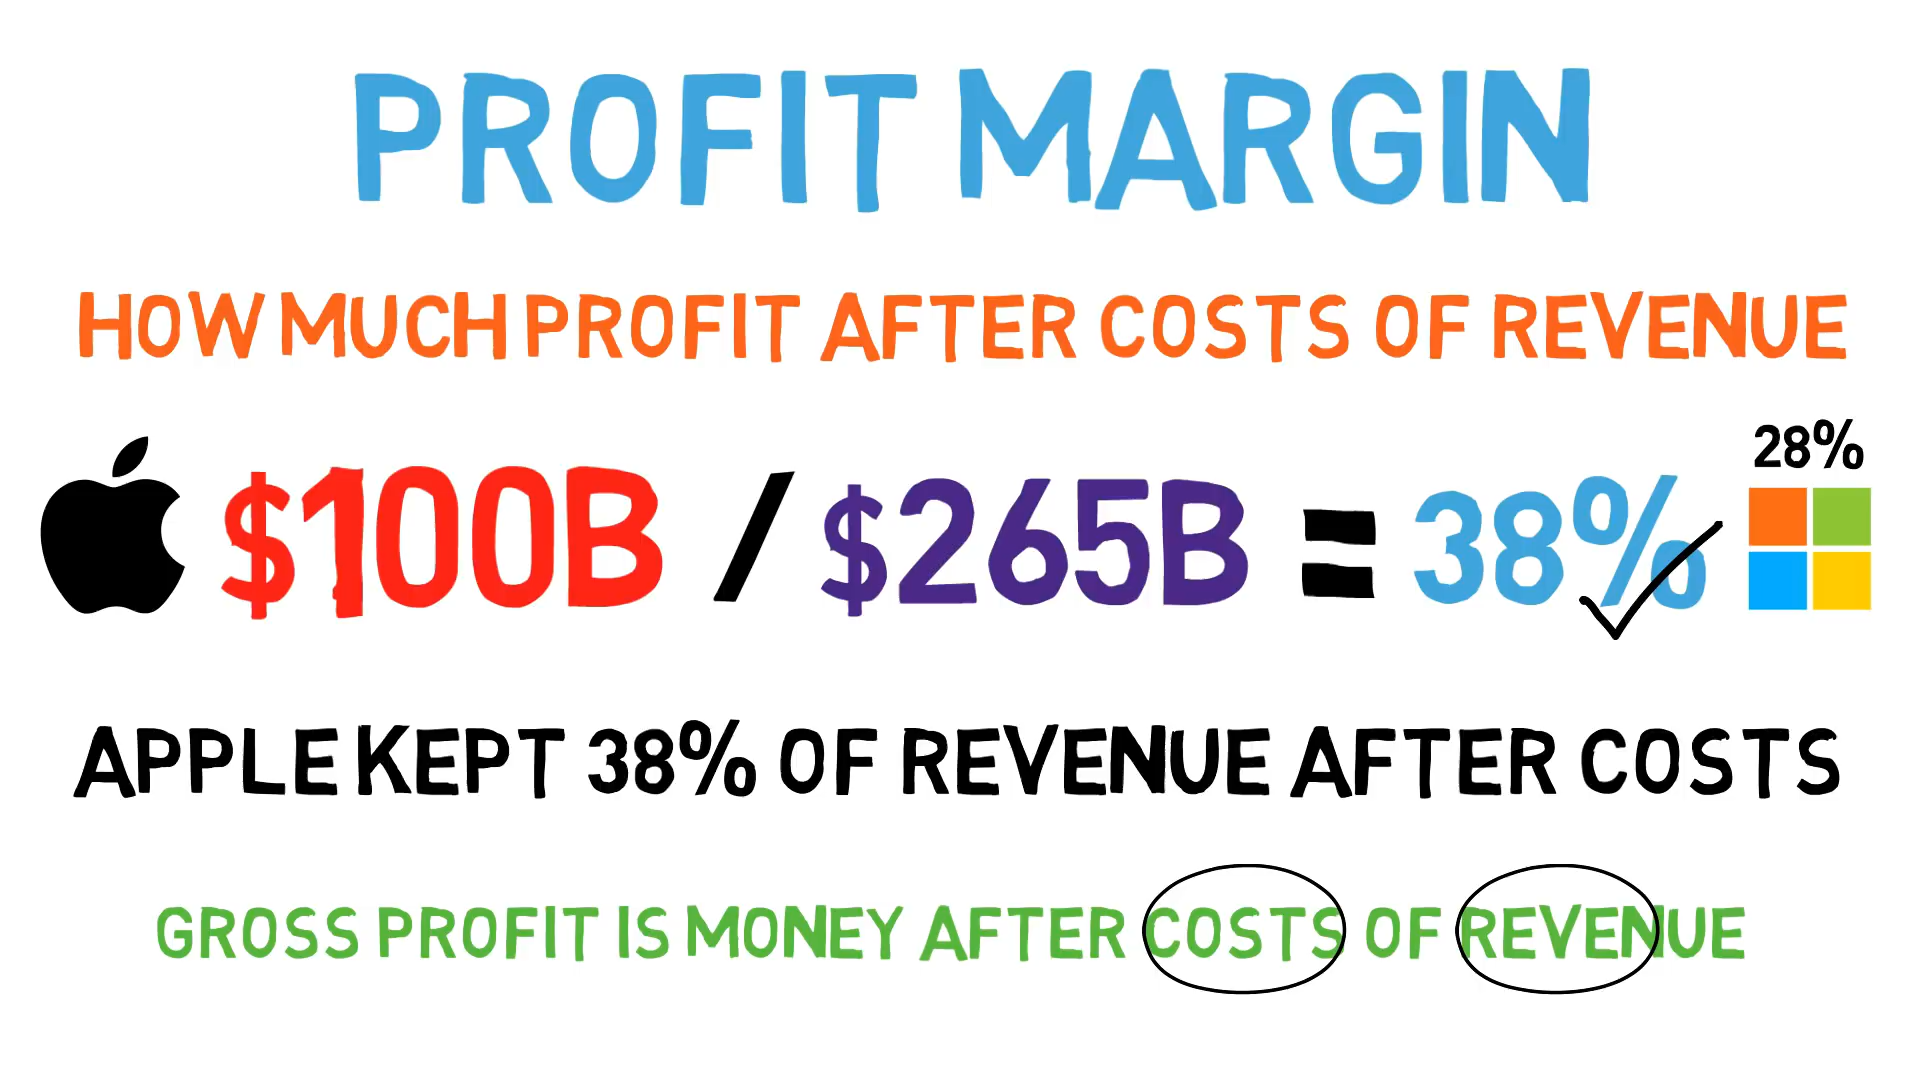 PROFIT MARGIN
HOW MUCH PROFIT AFTER COSTS OF REVENUE
28%
$100B / $265B = 38%
APPLE KEPT 38% OF REVENUE AFTER COSTS
GROSS PROFIT IS MONEY AFTER COSTS OF REVENUE